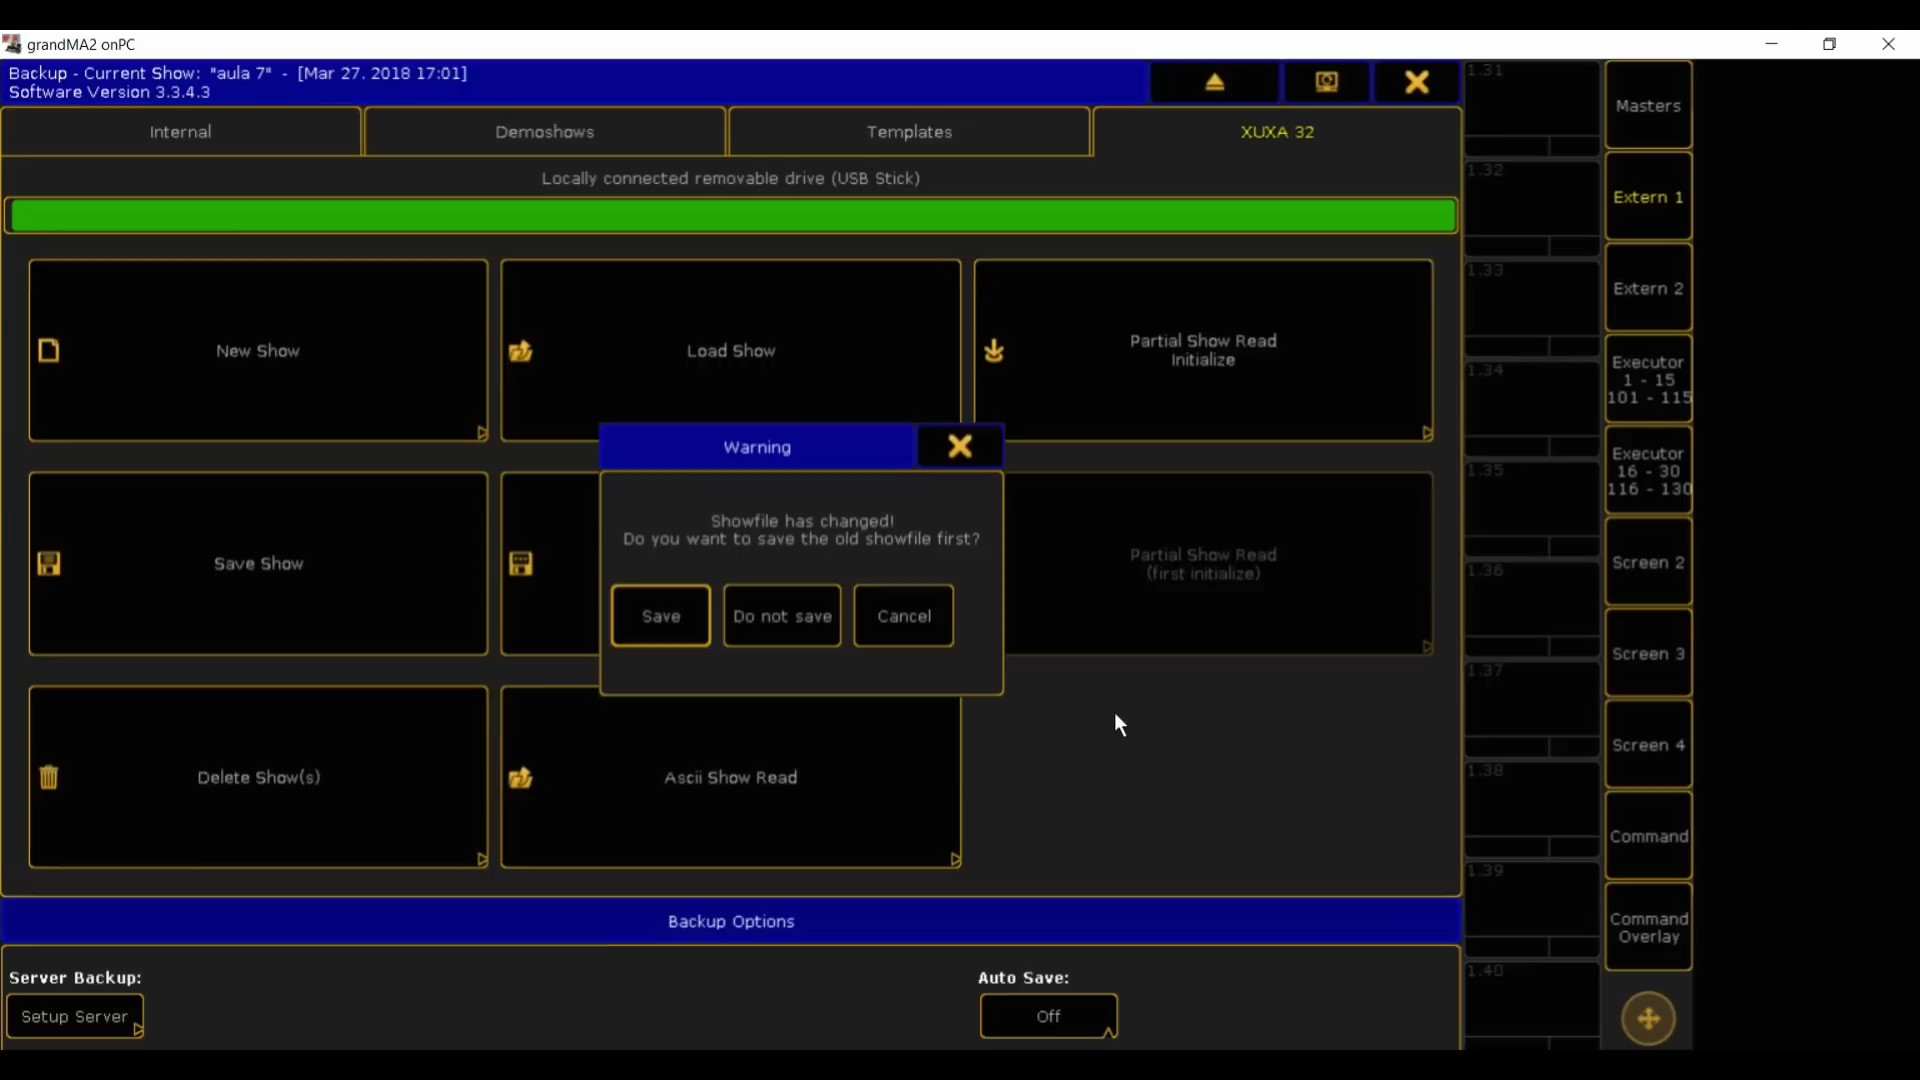 grandMA2 onPC
Backup - Current Show: "aula 7" - [Mar 27. 2018 17:01]
Software Version 3.3.4.3
Internal
Demoshows
Templates
XUXA 32
Locally connected removable drive (USB Stick)
New Show
Load Show
Partial Show Read
Initialize
Warning
Showfile has changed!
Do you want to save the old showfile first?
Save
Do not save
Cancel
Save Show
Partial Show Read
(first initialize)
Delete Show(s)
Ascii Show Read
Backup Options
Server Backup:
Setup Server
Auto Save:
Off
1.31
1.32
1.33
1.34
1.35
1.36
1.37
1.38
1.39
1.40
Masters
Extern 1
Extern 2
Executor
1 - 15
101 - 115
Executor
16 - 30
116 - 130
Screen 2
Screen 3
Screen 4
Command
Command
Overlay